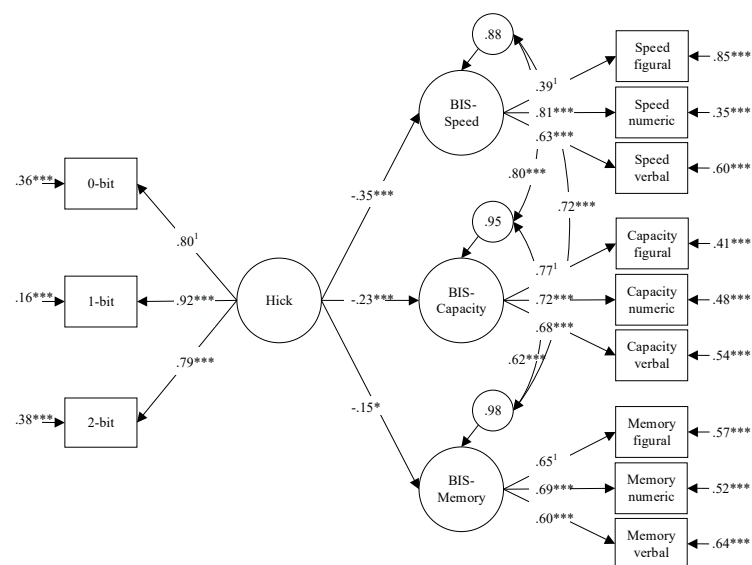 .88
Speed
figural
.85***
.39¹
BIS-
Speed
.81***
Speed
numeric
.35***
.63***
Speed
verbal
.60***
.36***
0-bit
.80***
-.35***
.72***
.95
.80¹
Capacity
figural
.41***
.77¹
.16***
1-bit
.92***
Hick
-.23***
BIS-
Capacity
.72***
Capacity
numeric
.48***
.68***
Capacity
verbal
.54***
.62***
.79***
-.15*
.98
.38***
2-bit
Memory
figural
.57***
.65¹
BIS-
Memory
.69***
Memory
numeric
.52***
.60***
Memory
verbal
.64***